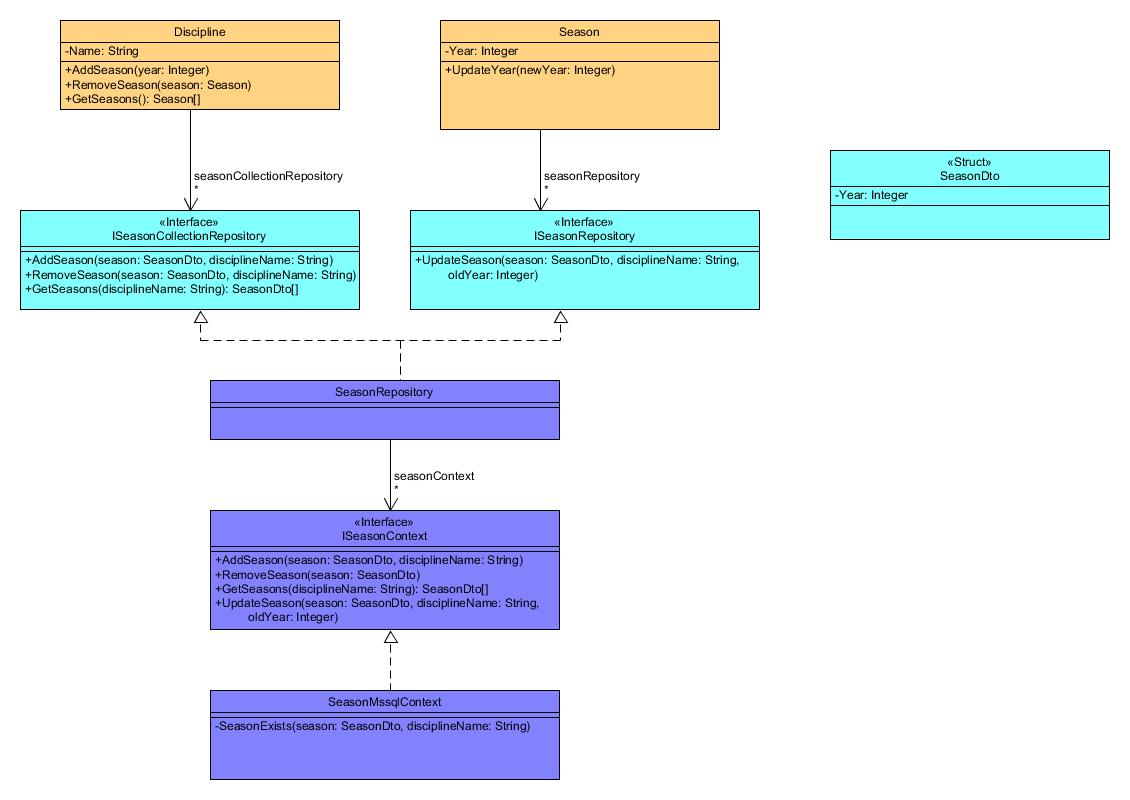 Discipline
-Name: String
+AddSeason(year: Integer)
+RemoveSeason(season: Season)
+GetSeasons(): Season[]
Season
-Year: Integer
+UpdateYear(newYear: Integer)
seasonCollectionRepository
*
seasonRepository
*
«Struct»
SeasonDto
-Year: Integer
«Interface»
ISeasonCollectionRepository
+AddSeason(season: SeasonDto, disciplineName: String)
+RemoveSeason(season: SeasonDto, disciplineName: String)
+GetSeasons(disciplineName: String): SeasonDto[]
«Interface»
ISeasonRepository
+UpdateSeason(season: SeasonDto, disciplineName: String,
oldYear: Integer)
SeasonRepository
seasonContext
*
«Interface»
ISeasonContext
+AddSeason(season: SeasonDto, disciplineName: String)
+RemoveSeason(season: SeasonDto)
+GetSeasons(disciplineName: String): SeasonDto[]
+UpdateSeason(season: SeasonDto, disciplineName: String,
oldYear: Integer)
SeasonMssqlContext
-SeasonExists(season: SeasonDto, disciplineName: String)